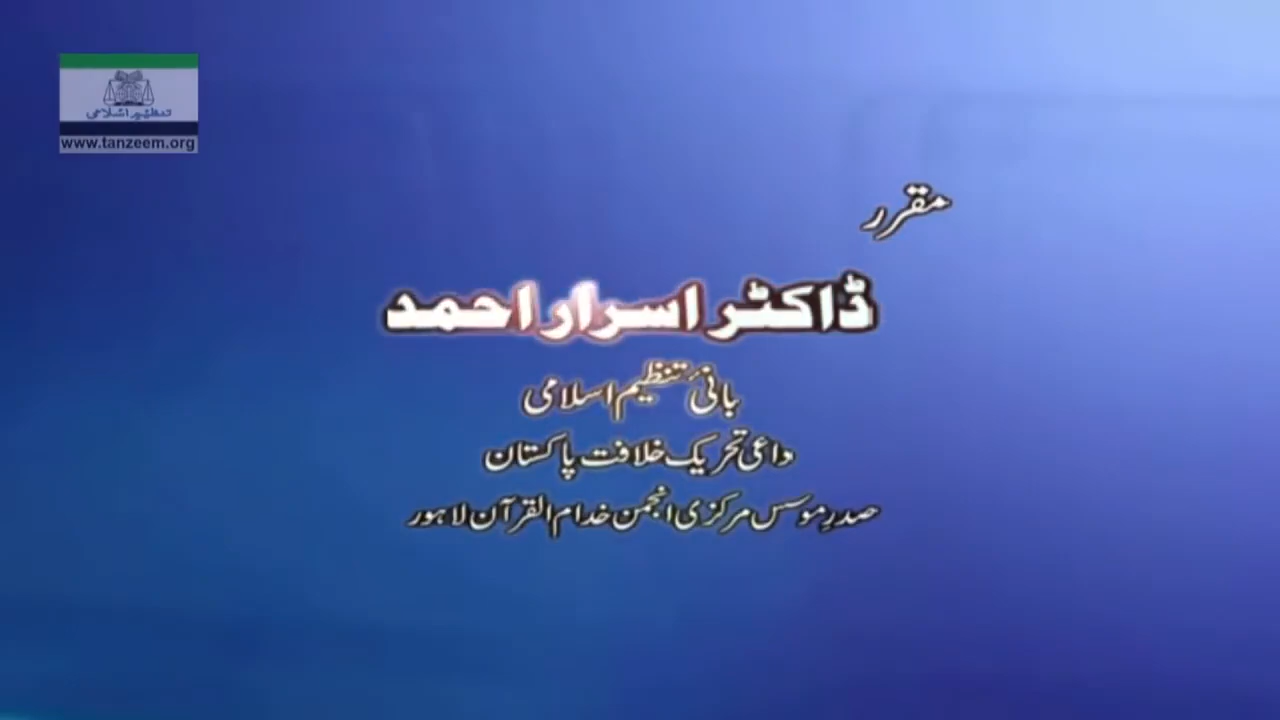 تنظیم اسلامی
www.tanzeem.org
مقرر
ڈاکٹر اسرار احمد
بانئ تنظیم اسلامی
داعی تحریک خلافت پاکستان
صدرِ موسس مرکزی انجمن خدام القرآن لاہور